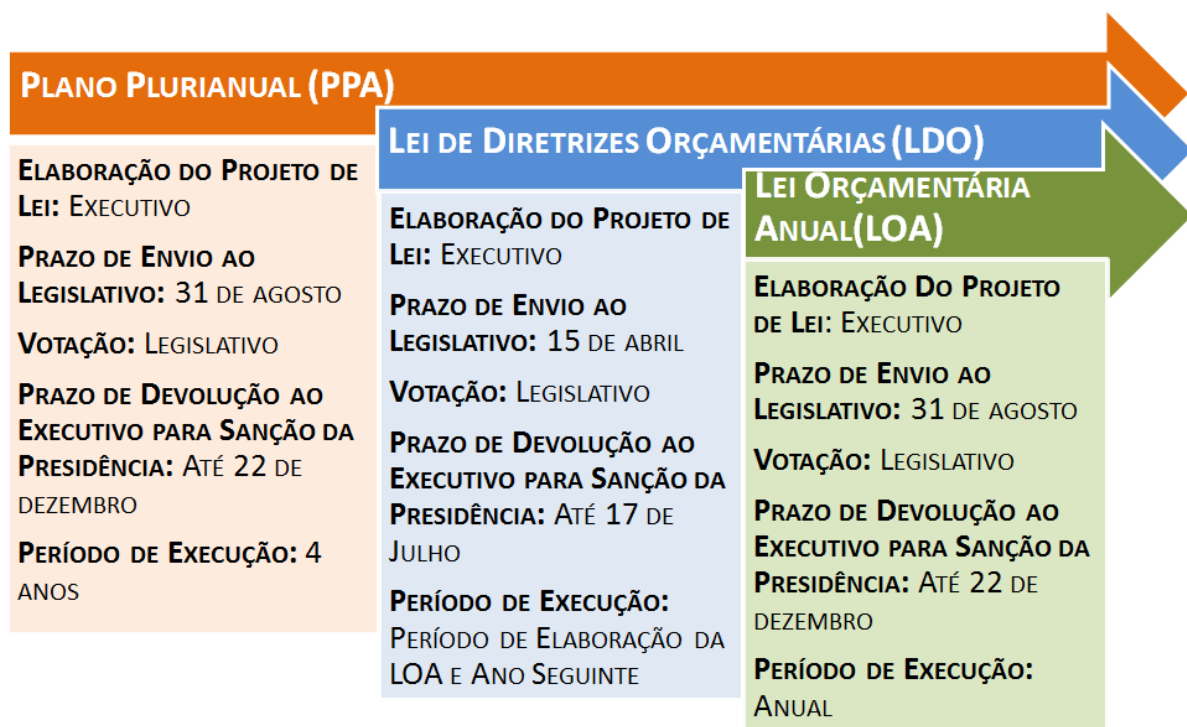 PLANO PLURIANUAL (PPA)
ELABORAÇÃO DO PROJETO DE
LEI: EXECUTIVO
PRAZO DE ENVIO AO
LEGISLATIVO: 31 DE AGOSTO
VOTAÇÃO: LEGISLATIVO
PRAZO DE DEVOLUÇÃO AO
EXECUTIVO PARA SANÇÃO DA
PRESIDÊNCIA: ATÉ 22 DE
DEZEMBRO
PERÍODO DE EXECUÇÃO: 4
ANOS
LEI DE DIRETRIZES ORÇAMENTÁRIAS (LDO)
ELABORAÇÃO DO PROJETO DE
LEI: EXECUTIVO
PRAZO DE ENVIO AO
LEGISLATIVO: 15 DE ABRIL
VOTAÇÃO: LEGISLATIVO
PRAZO DE DEVOLUÇÃO AO
EXECUTIVO PARA SANÇÃO DA
PRESIDÊNCIA: ATÉ 17 DE
JULHO
PERÍODO DE EXECUÇÃO:
PERÍODO DE ELABORAÇÃO DA
LOA E ANO SEGUINTE
LEI ORÇAMENTÁRIA
ANUAL(LOA)
ELABORAÇÃO DO PROJETO
DE LEI: EXECUTIVO
PRAZO DE ENVIO AO
LEGISLATIVO: 31 DE AGOSTO
VOTAÇÃO: LEGISLATIVO
PRAZO DE DEVOLUÇÃO AO
EXECUTIVO PARA SANÇÃO DA
PRESIDÊNCIA: ATÉ 22 DE
DEZEMBRO
PERÍODO DE EXECUÇÃO:
ANUAL